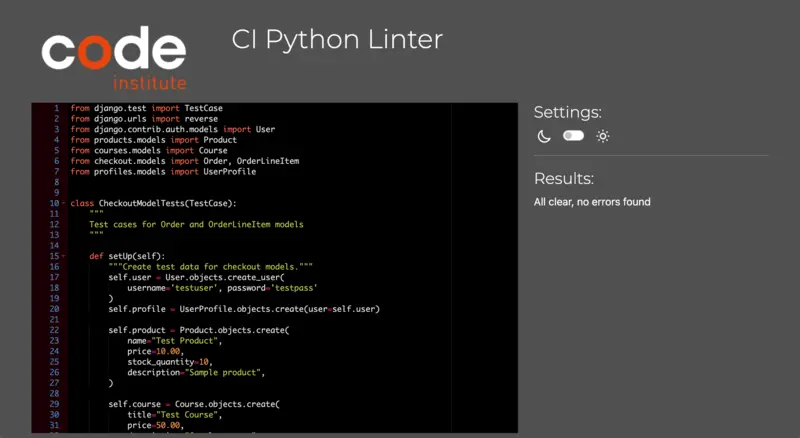 code
institute
CI Python Linter
1 from django.test import TestCase
2 from django.urls import reverse
3 from django.contrib.auth.models import User
4 from products.models import Product
5 from courses.models import Course
6 from checkout.models import Order, OrderLineItem
7 from profiles.models import UserProfile
8
9
10 class CheckoutModelTests(TestCase):
11 """
12 Test cases for Order and OrderLineItem models
13 """
14
15 def setUp(self):
16 """Create test data for checkout models."""
17 self.user = User.objects.create_user(
18 username='testuser', password='testpass'
19 )
20 self.profile = UserProfile.objects.create(user=self.user)
21
22 self.product = Product.objects.create(
23 name="Test Product",
24 price=10.00,
25 stock_quantity=10,
26 description="Sample product",
27 )
28
29 self.course = Course.objects.create(
30 title="Test Course",
31 price=50.00,
Settings:
Results:
All clear, no errors found